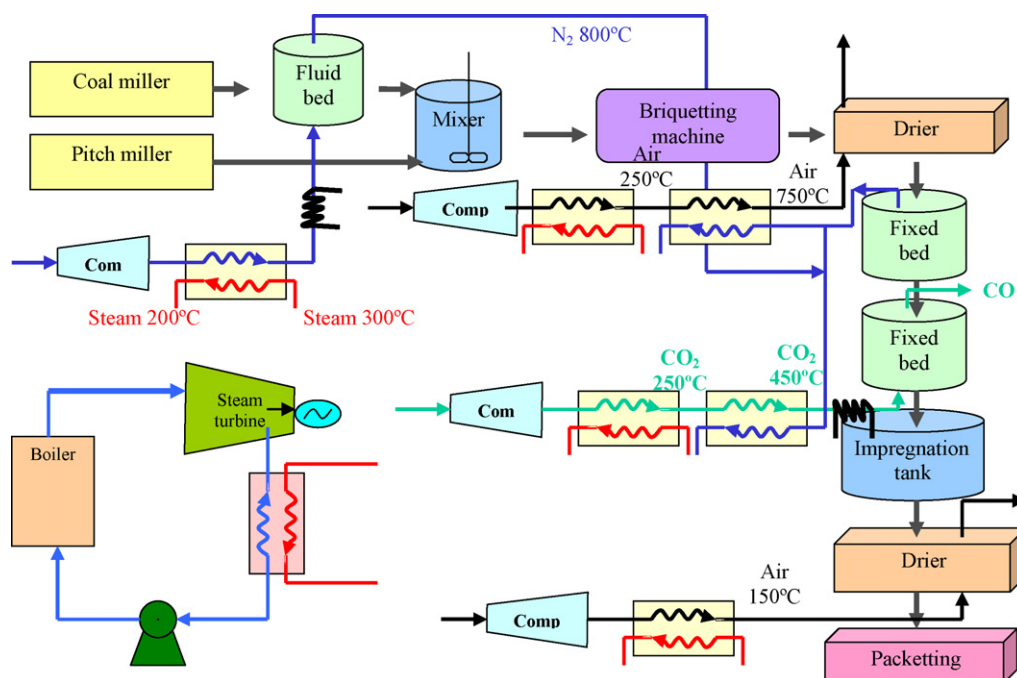 N₂ 800ºC
Coal miller
Fluid
bed
Mixer
Briquetting
machine
Drier
Pitch miller
Air
250ºC
Air
750ºC
Comp
Fixed
bed
Com
Steam 200ºC
Steam 300ºC
CO
Fixed
bed
CO₂
250ºC
CO₂
450ºC
Steam
turbine
Com
Boiler
Impregnation
tank
Drier
Air
150ºC
Comp
Packetting